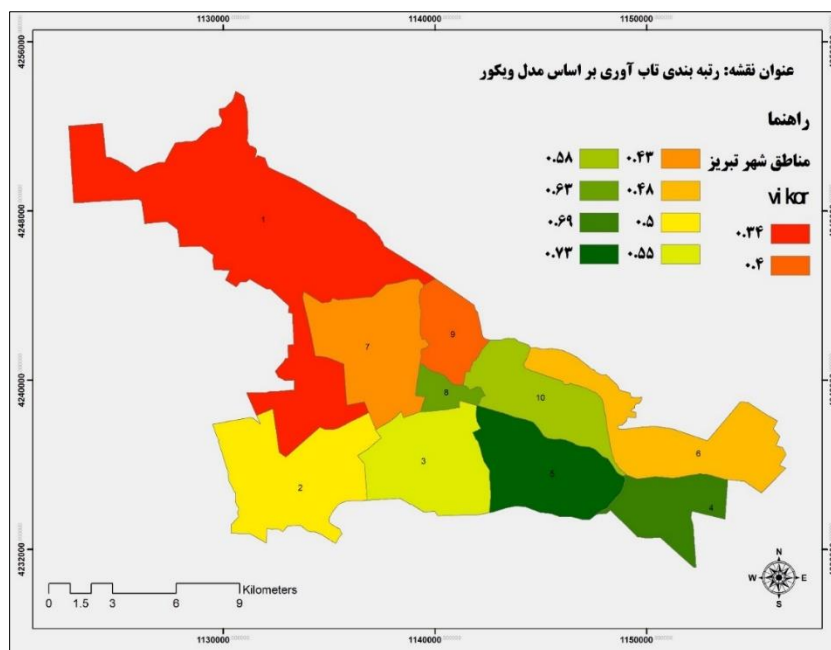 1130000 1140000 1150000
4256000
عنوان نقشه: رتبه بندی تاب آوری بر اساس مدل ویکور
راهنما
مناطق شهر تبریز
vikor
۰.۳۴
۰.۴
۰.۴۳
۰.۴۸
۰.۵
۰.۵۵
۰.۵۸
۰.۶۳
۰.۶۹
۰.۷۳
4248000
1
4240000
7
9
8
10
6
2
3
4
4232000
N
W E
S
0 1.5 3 6 9
Kilometers
1130000 1140000 1150000